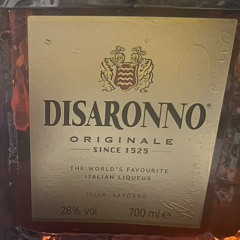 DISARONNO®
ORIGINALE
SINCE 1525
THE WORLD'S FAVOURITE
ITALIAN LIQUEUR
28% vol. 700 ml e